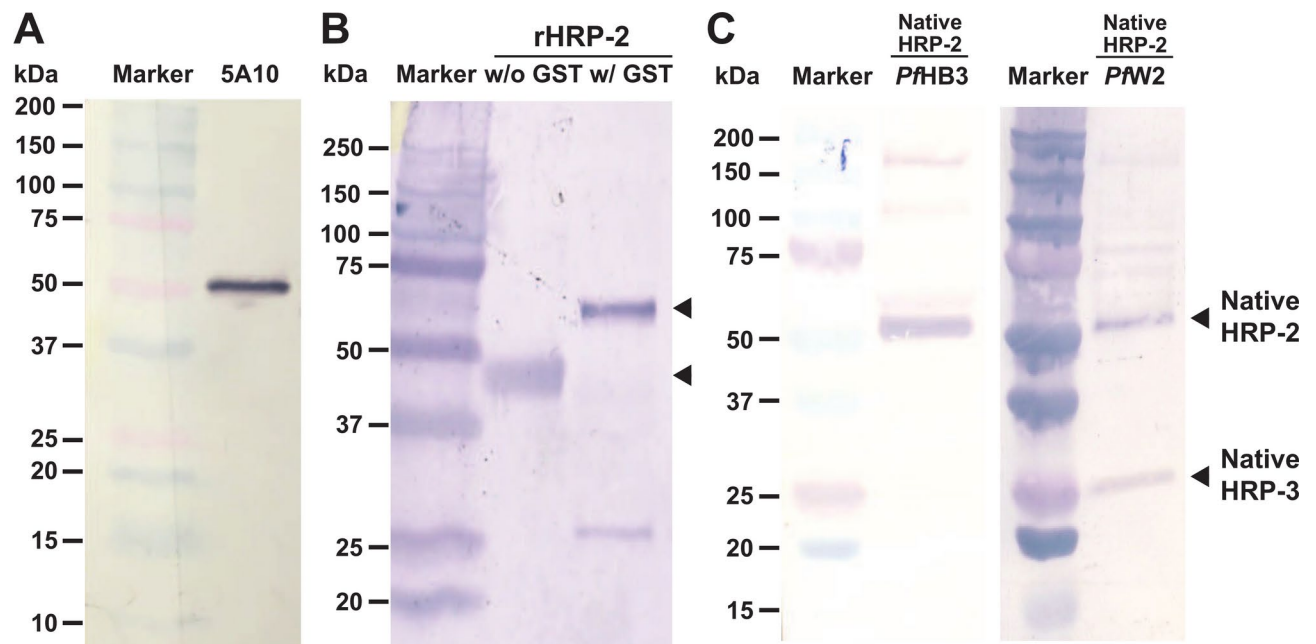 A
kDa Marker 5A10
200
150
100
75
50
37
25
20
15
10
B
rHRP-2
kDa Marker w/o GST w/ GST
250
150
100
75
50
37
25
20
C
Native
HRP-2
kDa Marker PfHB3
200
150
100
75
50
37
25
20
15
Native
HRP-2
Marker PfW2
Native
HRP-2
Native
HRP-3